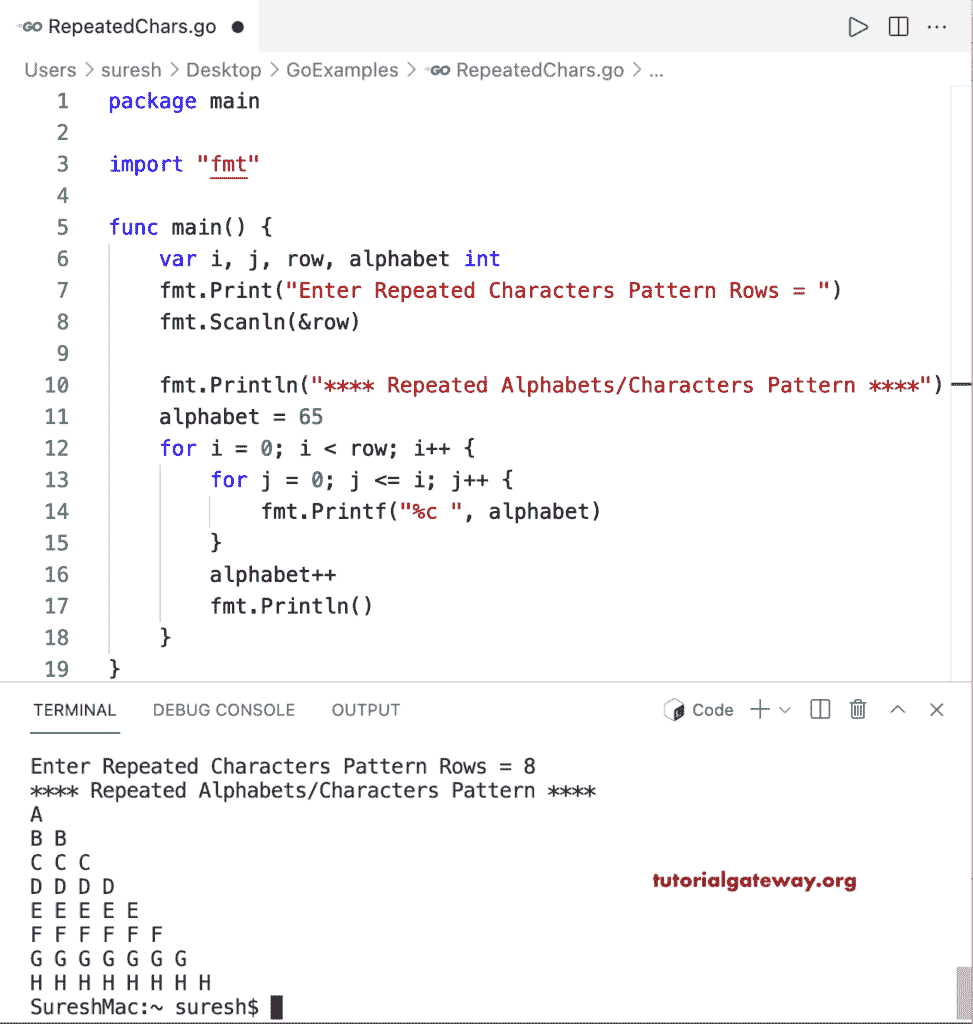 GO RepeatedChars.go ●
Users > suresh > Desktop > GoExamples > GO RepeatedChars.go > ...
1 package main
2
3 import "fmt"
4
5 func main() {
6     var i, j, row, alphabet int
7     fmt.Print("Enter Repeated Characters Pattern Rows = ")
8     fmt.Scanln(&row)
9
10     fmt.Println("**** Repeated Alphabets/Characters Pattern ****")
11     alphabet = 65
12     for i = 0; i < row; i++ {
13         for j = 0; j <= i; j++ {
14             fmt.Printf("%c ", alphabet)
15         }
16         alphabet++
17         fmt.Println()
18     }
19 }
TERMINAL DEBUG CONSOLE OUTPUT Code
Enter Repeated Characters Pattern Rows = 8
**** Repeated Alphabets/Characters Pattern ****
A
B B
C C C
D D D D
tutorialgateway.org
E E E E E
F F F F F F
G G G G G G G
H H H H H H H H
SureshMac:~ suresh$